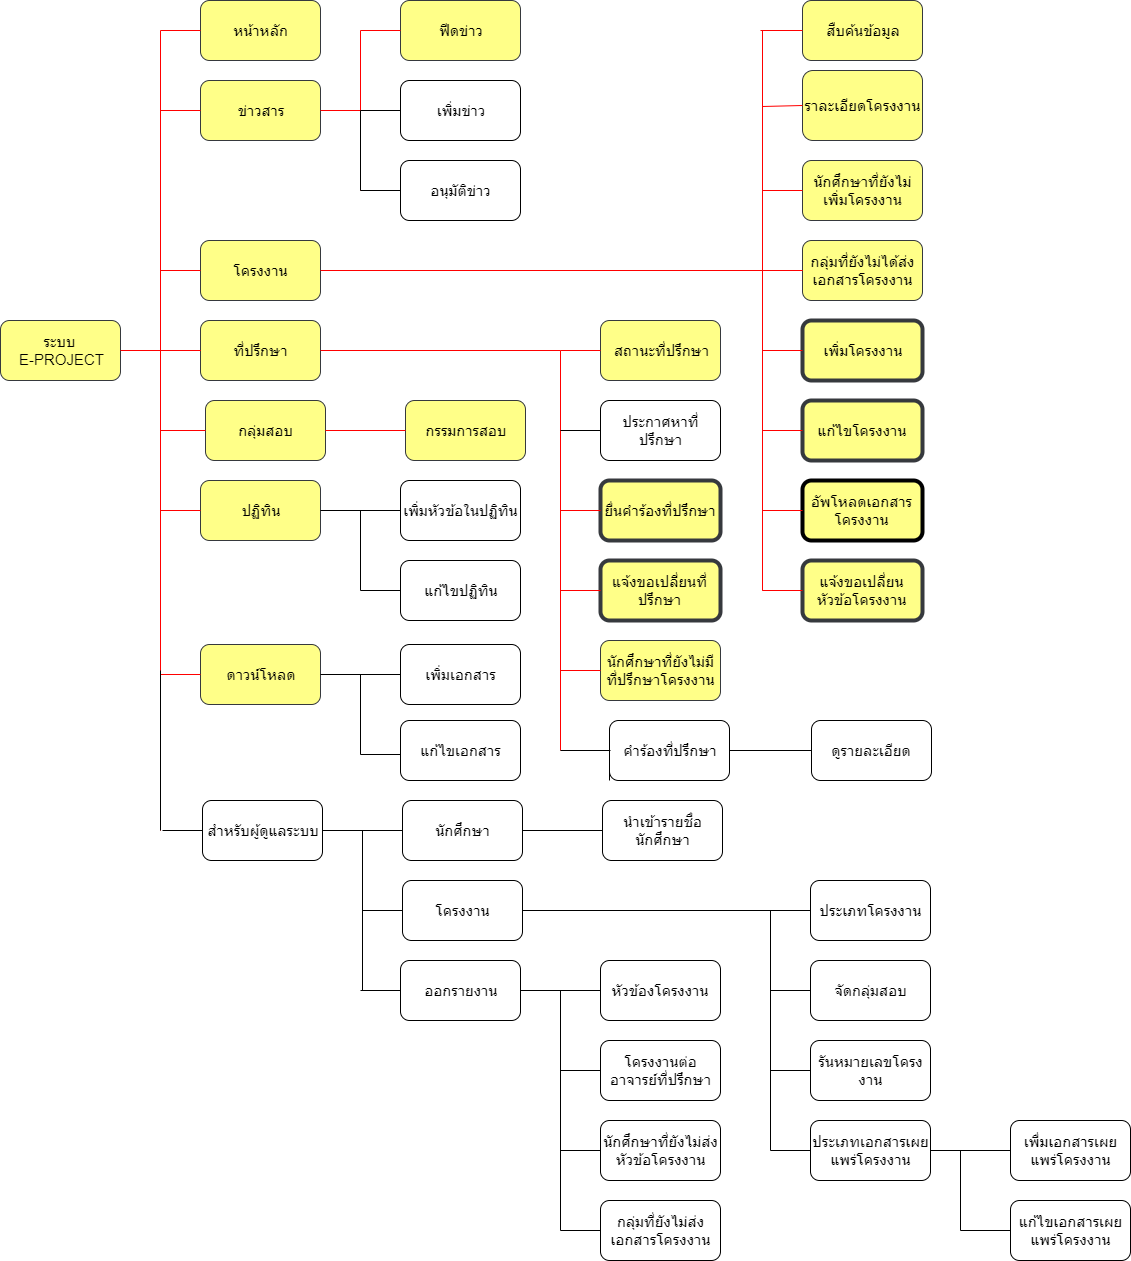 หน้าหลัก
ฟีดข่าว
สืบค้นข้อมูล
ข่าวสาร
เพิ่มข่าว
ราละเอียดโครงงาน
อนุมัติข่าว
นักศึกษาที่ยังไม่
เพิ่มโครงงาน
โครงงาน
กลุ่มที่ยังไม่ได้ส่ง
เอกสารโครงงาน
ระบบ
E-PROJECT
ที่ปรึกษา
สถานะที่ปรึกษา
เพิ่มโครงงาน
กลุ่มสอบ
กรรมการสอบ
ประกาศหาที่
ปรึกษา
แก้ไขโครงงาน
ปฏิทิน
เพิ่มหัวข้อในปฏิทิน
ยื่นคำร้องที่ปรึกษา
อัพโหลดเอกสาร
โครงงาน
แก้ไขปฏิทิน
แจ้งขอเปลี่ยนที่
ปรึกษา
แจ้งขอเปลี่ยน
หัวข้อโครงงาน
ดาวน์โหลด
เพิ่มเอกสาร
นักศึกษาที่ยังไม่มี
ที่ปรึกษาโครงงาน
แก้ไขเอกสาร
คำร้องที่ปรึกษา
ดูรายละเอียด
สำหรับผู้ดูแลระบบ
นักศึกษา
นำเข้ารายชื่อ
นักศึกษา
โครงงาน
ประเภทโครงงาน
ออกรายงาน
หัวข้องโครงงาน
จัดกลุ่มสอบ
โครงงานต่อ
อาจารย์ที่ปรึกษา
รันหมายเลขโครง
งาน
นักศึกษาที่ยังไม่ส่ง
หัวข้อโครงงาน
ประเภทเอกสารเผย
แพร่โครงงาน
เพิ่มเอกสารเผย
แพร่โครงงาน
กลุ่มที่ยังไม่ส่ง
เอกสารโครงงาน
แก้ไขเอกสารเผย
แพร่โครงงาน